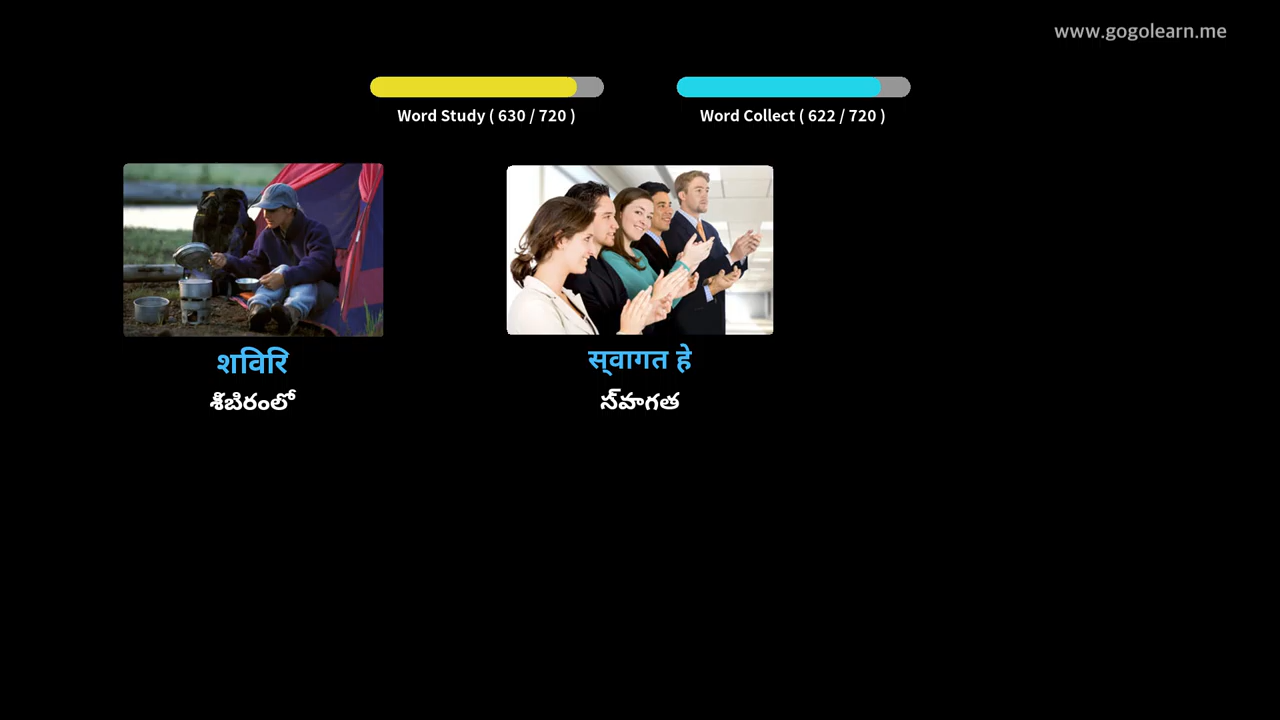 www.gogolearn.me
Word Study ( 630 / 720 )
Word Collect ( 622 / 720 )
शविरि
శిబిరంలో
स्वागत हे
స్వాగత